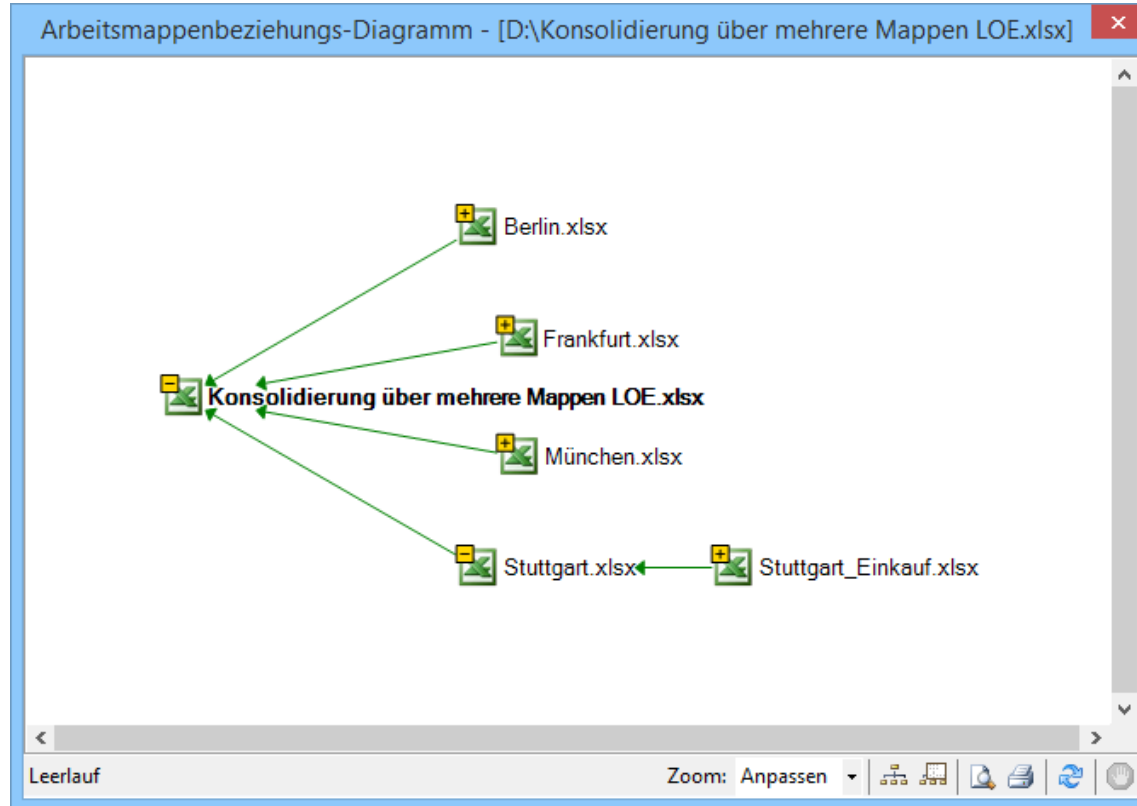 Arbeitsmappenbeziehungs-Diagramm - [D:\Konsolidierung über mehrere Mappen LOE.xlsx]
Berlin.xlsx
Frankfurt.xlsx
Konsolidierung über mehrere Mappen LOE.xlsx
München.xlsx
Stuttgart.xlsx
Stuttgart_Einkauf.xlsx
Leerlauf
Zoom: Anpassen